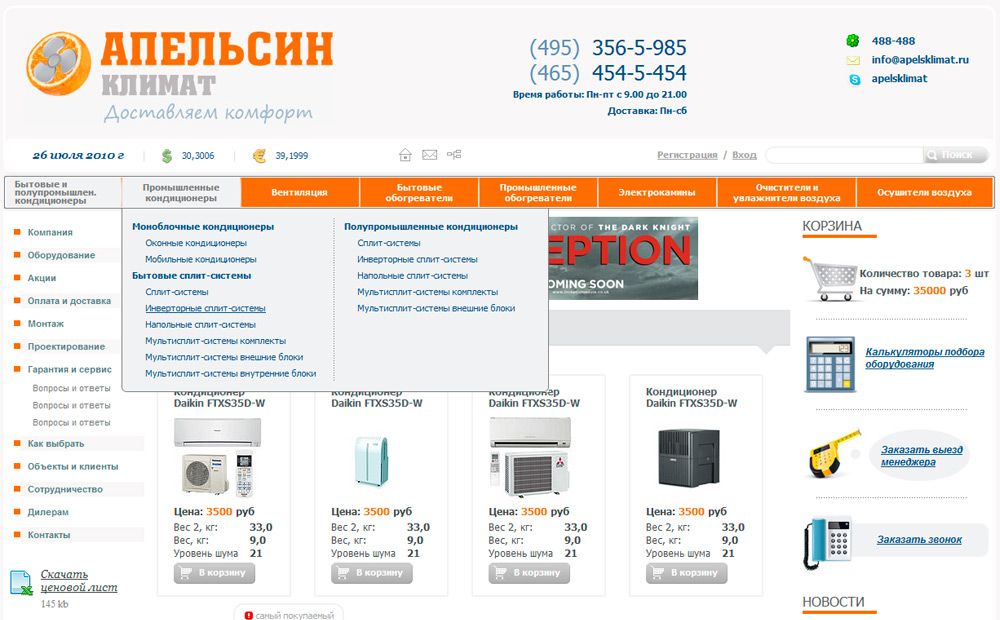 АПЕЛЬСИН
КЛИМАТ
Доставляем комфорт
(495) 356-5-985
(465) 454-5-454
Время работы: Пн-пт с 9.00 до 21.00
Доставка: Пн-сб
488-488
info@apelsklimat.ru
apelsklimat
26 июля 2010 г
$ 30,3006
€ 39,1999
Регистрация / Вход
Поиск
Бытовые и
полупромышлен.
кондиционеры
Промышленные
кондиционеры
Вентиляция
Бытовые
обогреватели
Промышленные
обогреватели
Электрокамины
Очистители и
увлажнители воздуха
Осушители воздуха
Компания
Оборудование
Акции
Оплата и доставка
Монтаж
Проектирование
Гарантия и сервис
Вопросы и ответы
Вопросы и ответы
Вопросы и ответы
Как выбрать
Объекты и клиенты
Сотрудничество
Дилерам
Контакты
Скачать
ценовой лист
145 kb
Моноблочные кондиционеры
Оконные кондиционеры
Мобильные кондиционеры
Бытовые сплит-системы
Сплит-системы
Инверторные сплит-системы
Напольные сплит-системы
Мультисплит-системы комплекты
Мультисплит-системы внешние блоки
Мультисплит-системы внутренние блоки
Полупромышленные кондиционеры
Сплит-системы
Инверторные сплит-системы
Напольные сплит-системы
Мультисплит-системы комплекты
Мультисплит-системы внешние блоки
CTOR OF THE DARK KNIGHT
EPTION
OMING SOON
Кондиционер
Daikin FTXS35D-W
Цена: 3500 руб
Вес 2, кг: 33,0
Вес, кг: 9,0
Уровень шума 21
В корзину
Кондиционер
Daikin FTXS35D-W
Цена: 3500 руб
Вес 2, кг: 33,0
Вес, кг: 9,0
Уровень шума 21
В корзину
Кондиционер
Daikin FTXS35D-W
Цена: 3500 руб
Вес 2, кг: 33,0
Вес, кг: 9,0
Уровень шума 21
В корзину
Кондиционер
Daikin FTXS35D-W
Цена: 3500 руб
Вес 2, кг: 33,0
Вес, кг: 9,0
Уровень шума 21
В корзину
самый покупаемый
КОРЗИНА
Количество товара: 3 шт
На сумму: 35000 руб
Калькуляторы подбора
оборудования
Заказать выезд
менеджера
Заказать звонок
НОВОСТИ